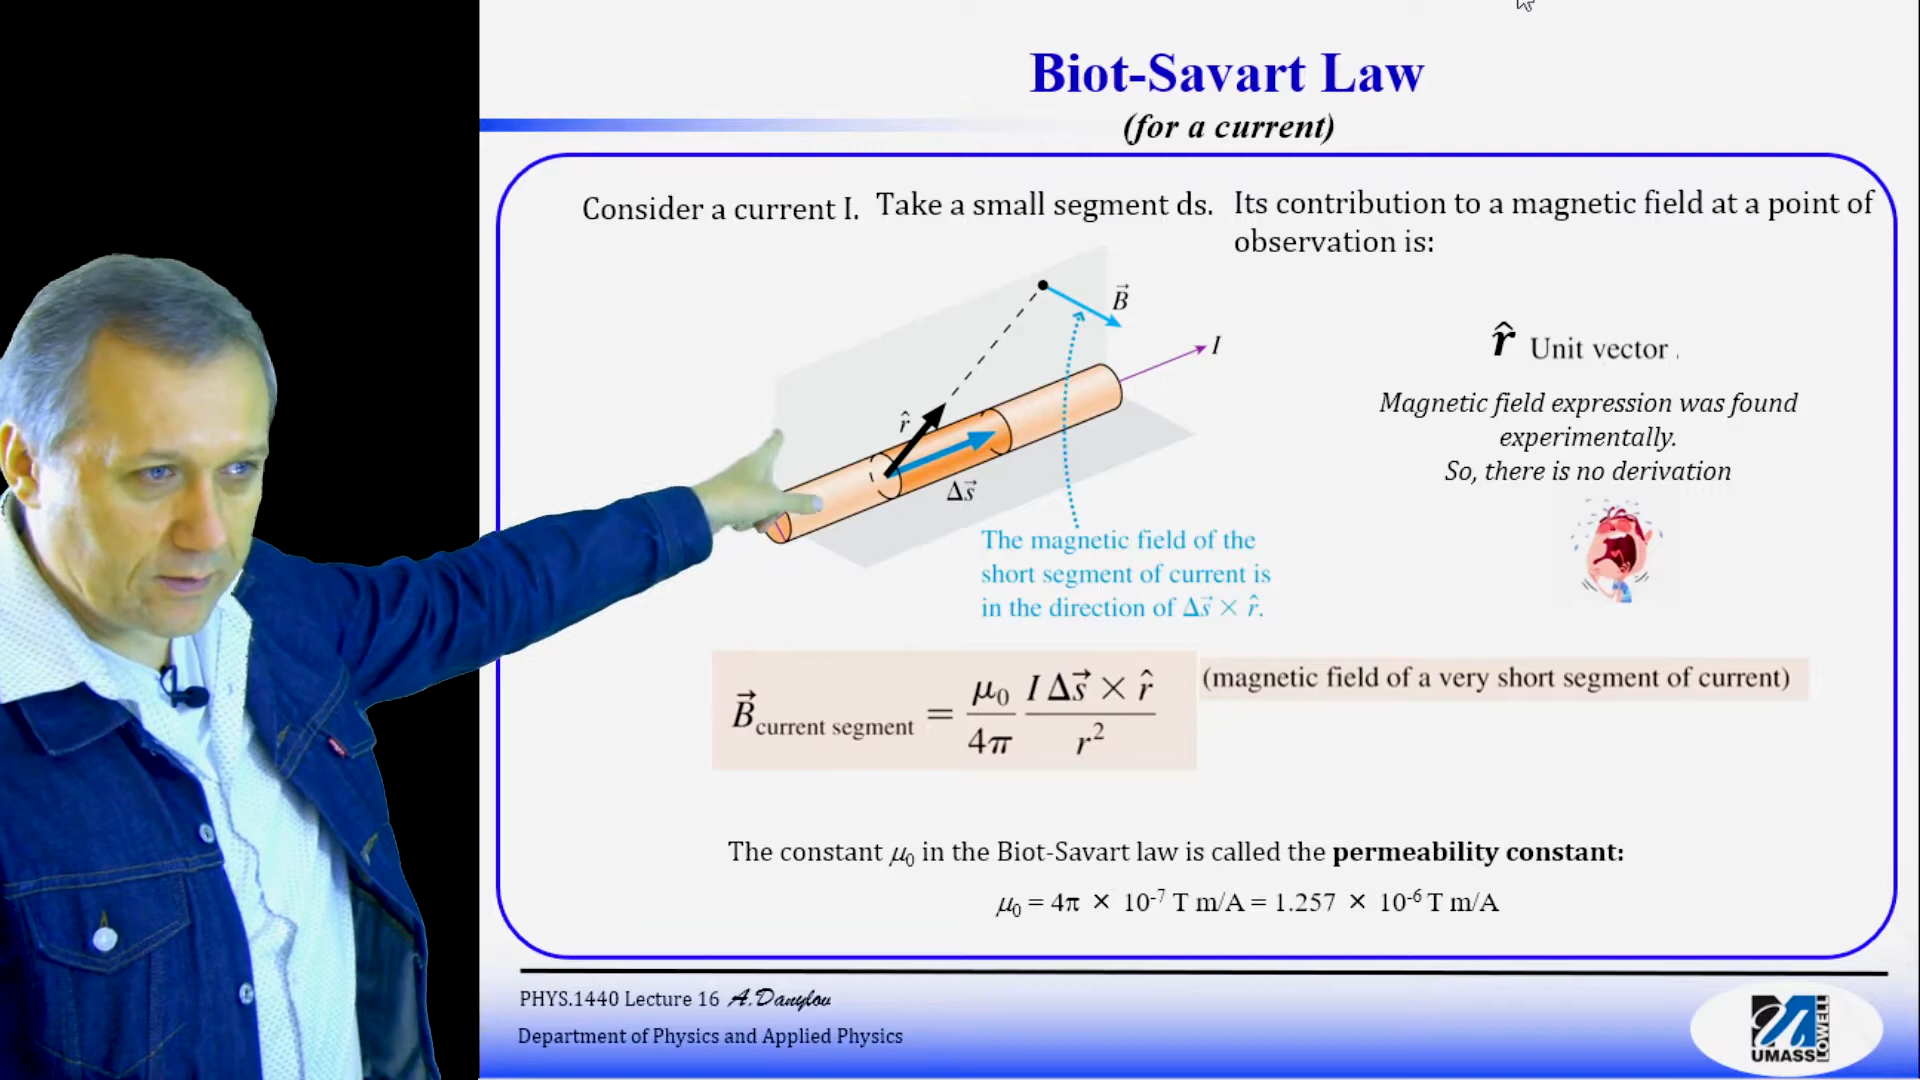 Biot-Savart Law
(for a current)
Consider a current I. Take a small segment ds. Its contribution to a magnetic field at a point of
observation is:
B⃗
I
r̂
Δs⃗
r̂ Unit vector .
Magnetic field expression was found
experimentally.
So, there is no derivation
The magnetic field of the
short segment of current is
in the direction of Δs⃗ × r̂.
B⃗ current segment = μ₀/4π I Δs⃗ × r̂/r²
(magnetic field of a very short segment of current)
The constant μ₀ in the Biot-Savart law is called the permeability constant:
μ₀ = 4π × 10⁻⁷ T m/A = 1.257 × 10⁻⁶ T m/A
PHYS.1440 Lecture 16 A.Danylov
Department of Physics and Applied Physics
UMASS
LOWELL